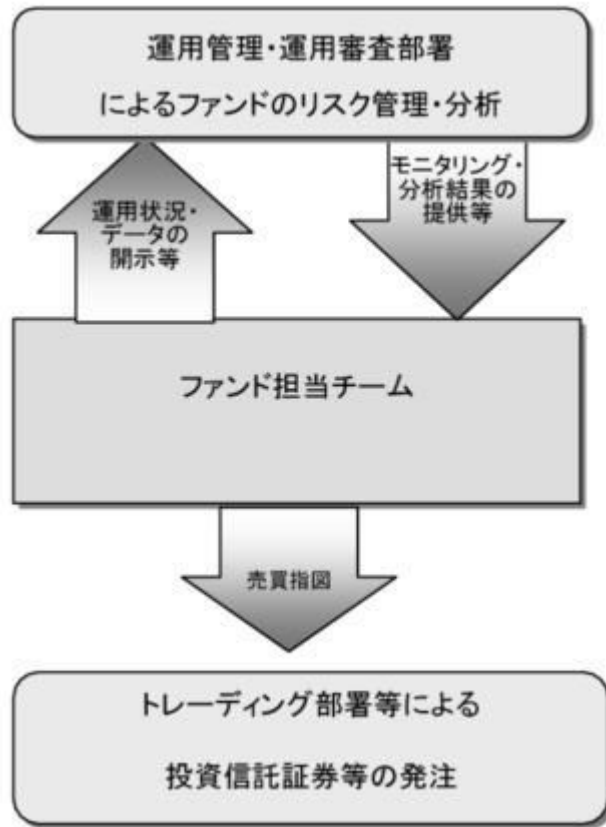 運用管理・運用審査部署
によるファンドのリスク管理・分析
運用状況・
データの
開示等
モニタリング・
分析結果の
提供等
ファンド担当チーム
売買指図
トレーディング部署等による
投資信託証券等の発注